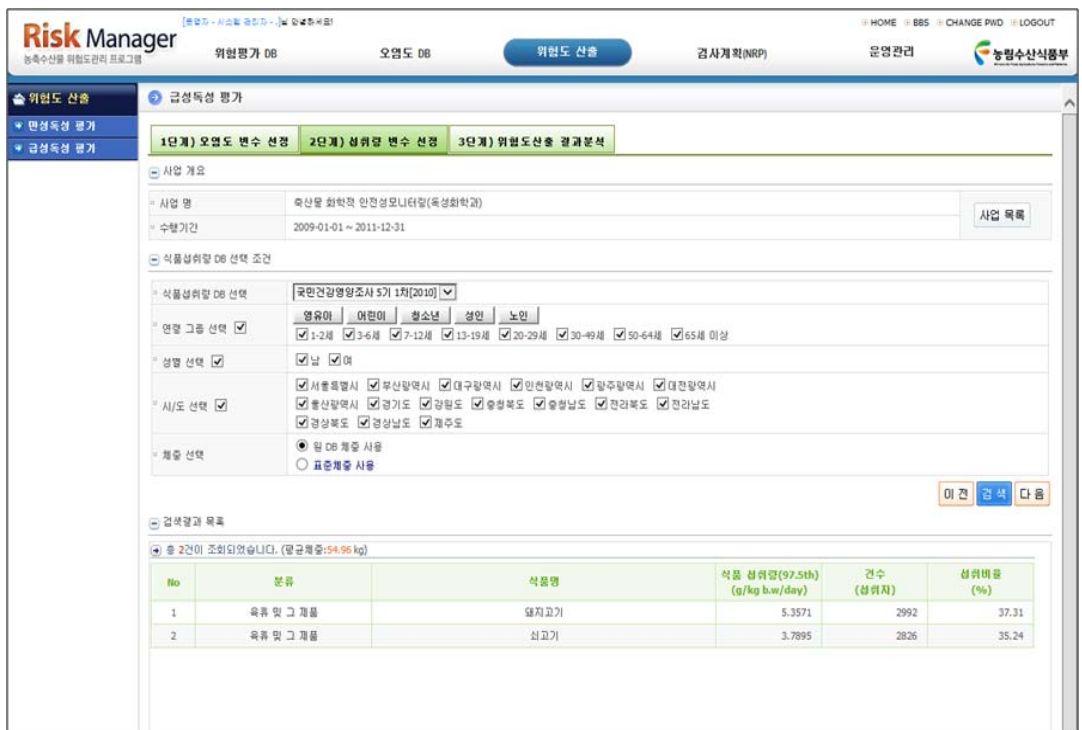 [운영자 - 시스템 관리자 - .]님 안녕하세요!
HOME BBS CHANGE PWD LOGOUT
Risk Manager
농축수산물 위험도관리 프로그램
위험평가 DB 오염도 DB 위험도 산출 검사계획(NRP) 운영관리
농림수산식품부
위험도 산출
만성독성 평가
급성독성 평가
급성독성 평가
1단계) 오염도 변수 선정 2단계) 섭취량 변수 선정 3단계) 위험도산출 결과분석
사업 개요
사업 명 축산물 화학적 안전성모니터링(독성화학과)
수행기간 2009-01-01 ~ 2011-12-31
사업 목록
식품섭취량 DB 선택 조건
식품섭취량 DB 선택 국민건강영양조사 5기 1차[2010]
연령 그룹 선택 영유아 어린이 청소년 성인 노인
1-2세 3-6세 7-12세 13-19세 20-29세 30-49세 50-64세 65세 이상
성별 선택 남 여
시/도 선택 서울특별시 부산광역시 대구광역시 인천광역시 광주광역시 대전광역시
울산광역시 경기도 강원도 충청북도 충청남도 전라북도 전라남도
경상북도 경상남도 제주도
체중 선택 원 DB 체중 사용
표준체중 사용
이전 검색 다음
검색결과 목록
총 2건이 조회되었습니다. (평균체중:54.96 kg)
No 분류 식품명 식품 섭취량(97.5th) (g/kg b.w/day) 건수 (섭취자) 섭취비율 (%)
1 육류 및 그 제품 돼지고기 5.3571 2992 37.31
2 육류 및 그 제품 쇠고기 3.7895 2826 35.24